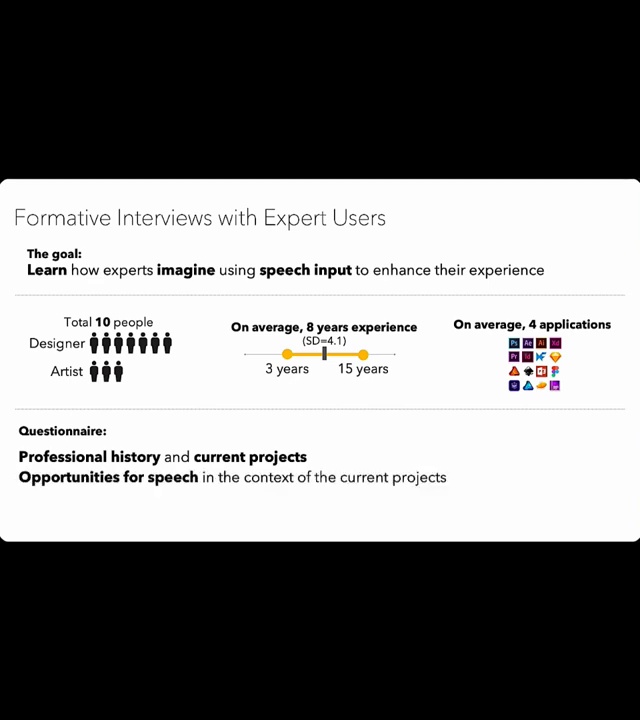 Formative Interviews with Expert Users
The goal:
Learn how experts imagine using speech input to enhance their experience
Total 10 people
Designer
Artist
On average, 8 years experience
(SD=4.1)
3 years
15 years
On average, 4 applications
Ps Ae Ai Xd
Pr Id
Questionnaire:
Professional history and current projects
Opportunities for speech in the context of the current projects